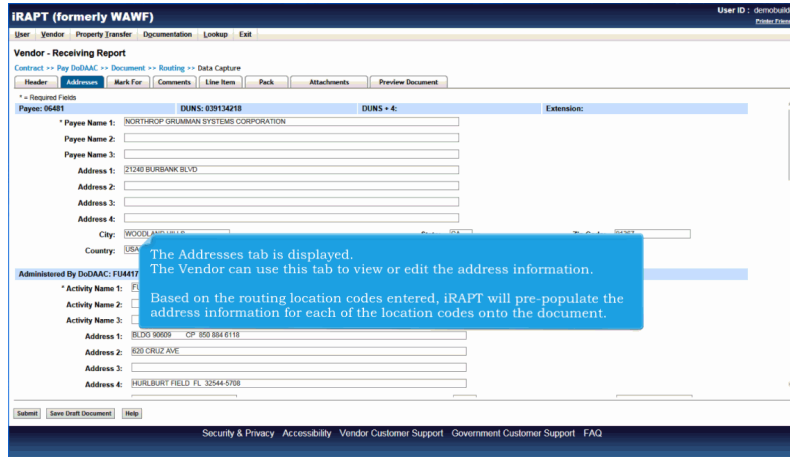 iRAPT (formerly WAWF)
User ID : demobuild
Printer Frien
User Vendor Property Transfer Documentation Lookup Exit
Vendor - Receiving Report
Contract >> Pay DoDAAC >> Document >> Routing >> Data Capture
Header Addresses Mark For Comments Line Item Pack Attachments Preview Document
* = Required Fields
Payee: 06481 DUNS: 039134218 DUNS + 4: Extension:
* Payee Name 1: NORTHROP GRUMMAN SYSTEMS CORPORATION
Payee Name 2:
Payee Name 3:
Address 1: 21240 BURBANK BLVD
Address 2:
Address 3:
Address 4:
City: WOODLAND HILLS
Country: USA
The Addresses tab is displayed.
The Vendor can use this tab to view or edit the address information.
Based on the routing location codes entered, iRAPT will pre-populate the
address information for each of the location codes onto the document.
Administered By DoDAAC: FU4417
* Activity Name 1:
Activity Name 2:
Activity Name 3:
Address 1: BLDG 90609 CP 850 884 6118
Address 2: 620 CRUZ AVE
Address 3:
Address 4: HURLBURT FIELD FL 32544-5708
Submit Save Draft Document Help
Security & Privacy Accessibility Vendor Customer Support Government Customer Support FAQ